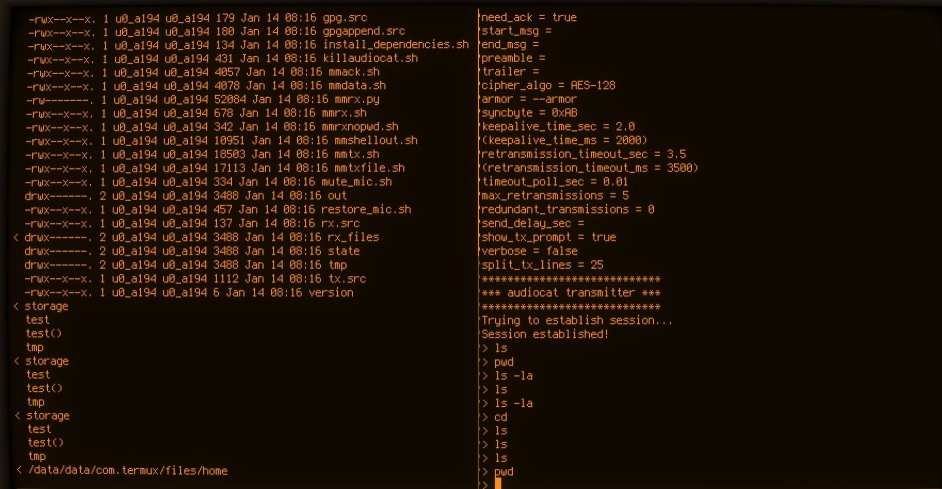 -rwx--x--x. 1 u0_a194 u0_a194 179 Jan 14 08:16 gpg.src
-rwx--x--x. 1 u0_a194 u0_a194 180 Jan 14 08:16 gpgappend.src
-rwx--x--x. 1 u0_a194 u0_a194 134 Jan 14 08:16 install_dependencies.sh
-rwx--x--x. 1 u0_a194 u0_a194 431 Jan 14 08:16 killaudiocat.sh
-rwx--x--x. 1 u0_a194 u0_a194 4057 Jan 14 08:16 mmack.sh
-rwx--x--x. 1 u0_a194 u0_a194 4078 Jan 14 08:16 mmdata.sh
-rw-------. 1 u0_a194 u0_a194 52084 Jan 14 08:16 mmrx.py
-rwx--x--x. 1 u0_a194 u0_a194 678 Jan 14 08:16 mmrx.sh
-rwx--x--x. 1 u0_a194 u0_a194 342 Jan 14 08:16 mmrxnopwd.sh
-rwx--x--x. 1 u0_a194 u0_a194 10951 Jan 14 08:16 mmshellout.sh
-rwx--x--x. 1 u0_a194 u0_a194 18503 Jan 14 08:16 mmtx.sh
-rwx--x--x. 1 u0_a194 u0_a194 17113 Jan 14 08:16 mmtxfile.sh
-rwx--x--x. 1 u0_a194 u0_a194 334 Jan 14 08:16 mute_mic.sh
drwx------. 2 u0_a194 u0_a194 3488 Jan 14 08:16 out
-rwx--x--x. 1 u0_a194 u0_a194 457 Jan 14 08:16 restore_mic.sh
-rwx--x--x. 1 u0_a194 u0_a194 137 Jan 14 08:16 rx.src
< drwx------. 2 u0_a194 u0_a194 3488 Jan 14 08:16 rx_files
drwx------. 2 u0_a194 u0_a194 3488 Jan 14 08:16 state
drwx------. 2 u0_a194 u0_a194 3488 Jan 14 08:16 tmp
-rwx--x--x. 1 u0_a194 u0_a194 1112 Jan 14 08:16 tx.src
-rwx--x--x. 1 u0_a194 u0_a194 6 Jan 14 08:16 version
< storage
test
test()
tmp
< storage
test
test()
tmp
< storage
test
test()
tmp
< /data/data/com.termux/files/home
need_ack = true
start_msg =
end_msg =
preamble =
trailer =
cipher_algo = AES-128
armor = --armor
syncbyte = 0xAB
keepalive_time_sec = 2.0
(keepalive_time_ms = 2000)
retransmission_timeout_sec = 3.5
(retransmission_timeout_ms = 3500)
timeout_poll_sec = 0.01
max_retransmissions = 5
redundant_transmissions = 0
send_delay_sec =
show_tx_prompt = true
verbose = false
split_tx_lines = 25
***************************
*** audiocat transmitter ***
***************************
Trying to establish session...
Session established!
> ls
> pwd
> ls -la
> ls
> ls -la
> cd
> ls
> ls
> ls
> pwd
>